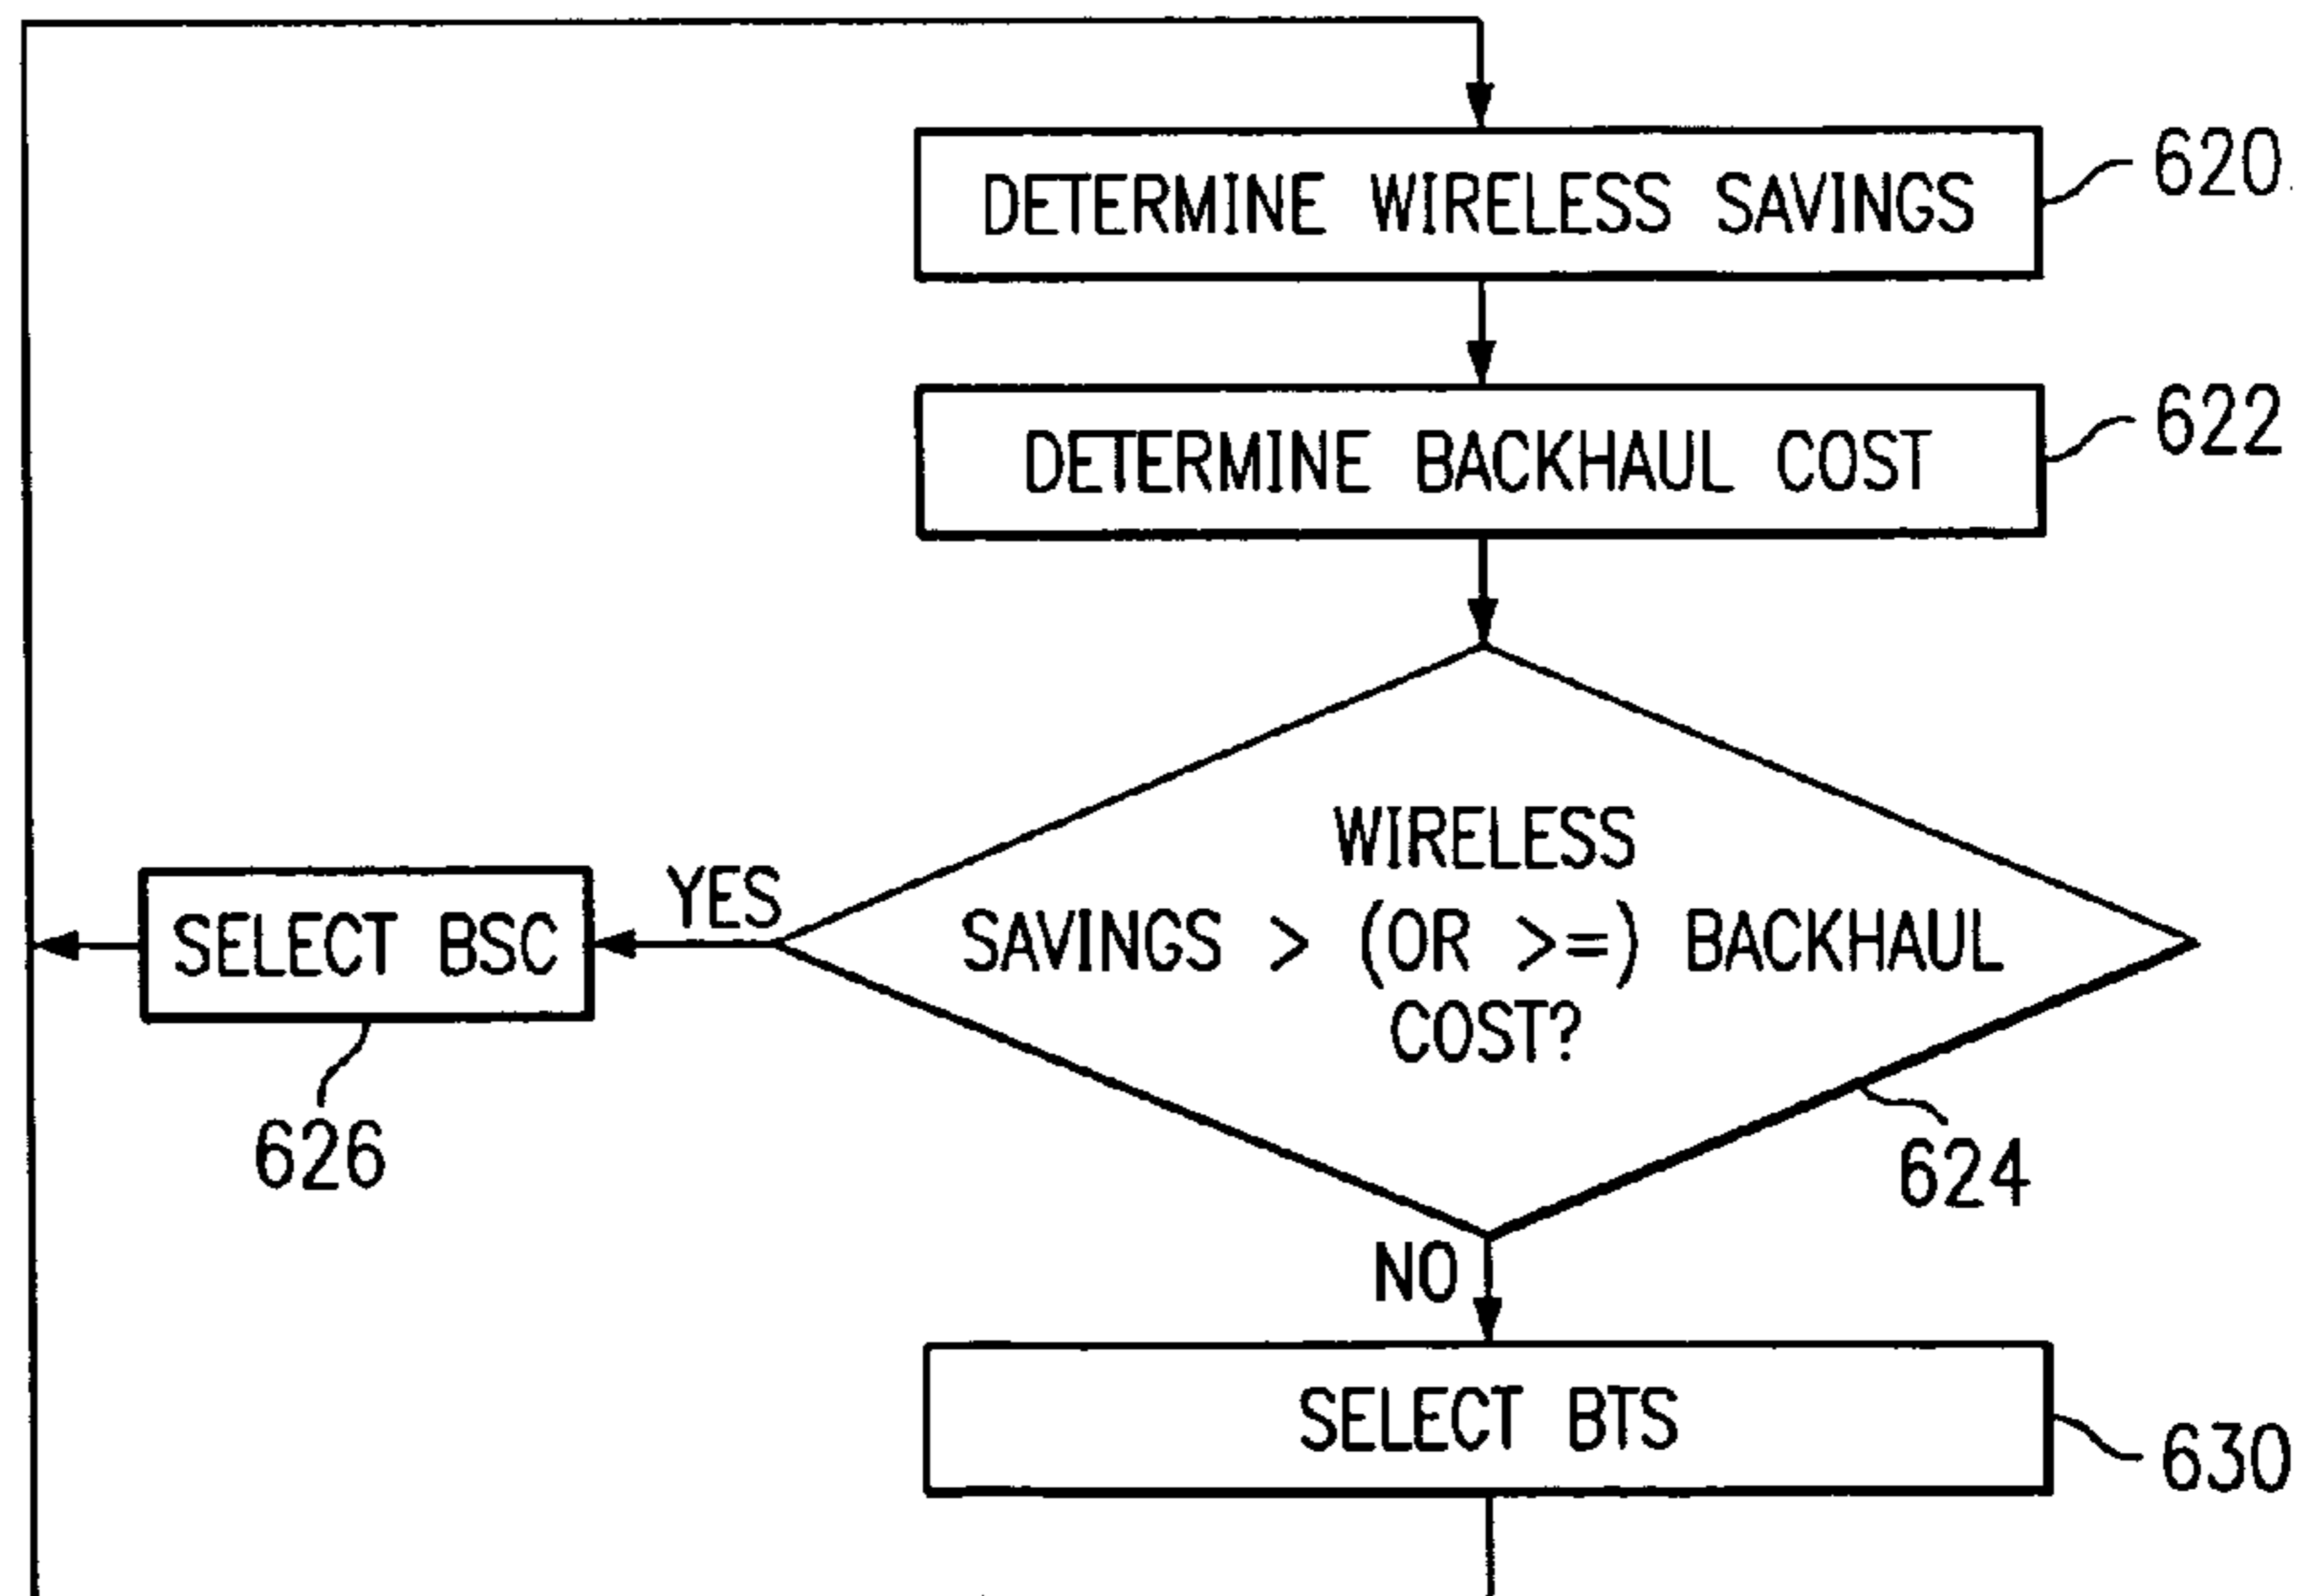 DETERMINE WIRELESS SAVINGS
620
DETERMINE BACKHAUL COST
622
WIRELESS
SAVINGS > (OR >=) BACKHAUL
COST?
624
YES
SELECT BSC
626
NO
SELECT BTS
630